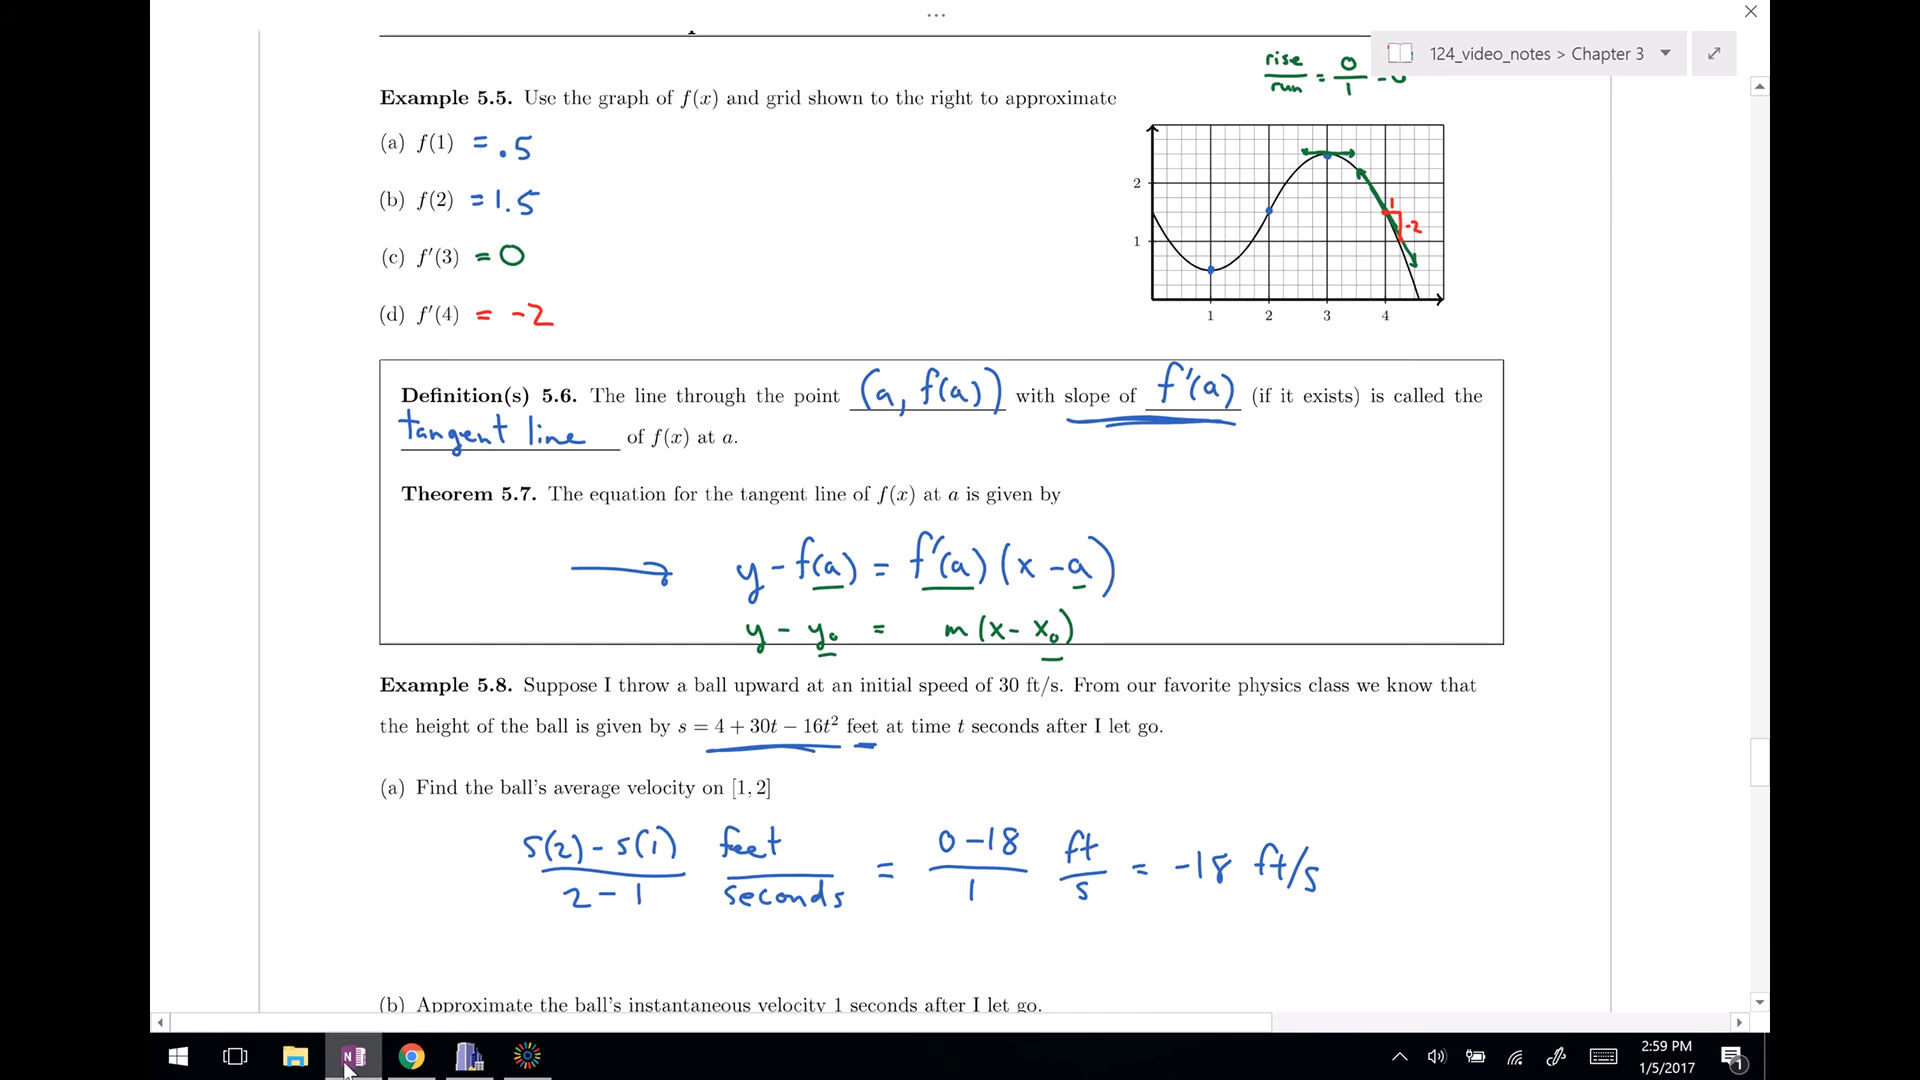 ...
124_video_notes > Chapter 3
rise/run = 0/1 = 0
Example 5.5. Use the graph of f(x) and grid shown to the right to approximate
(a) f(1) = .5
(b) f(2) = 1.5
(c) f′(3) = 0
(d) f′(4) = -2
2
1
1 2 3 4
1
-2
Definition(s) 5.6. The line through the point (a, f(a)) with slope of f'(a) (if it exists) is called the
tangent line of f(x) at a.
Theorem 5.7. The equation for the tangent line of f(x) at a is given by
y - f(a) = f'(a) (x - a)
y - y₀ = m (x - x₀)
Example 5.8. Suppose I throw a ball upward at an initial speed of 30 ft/s. From our favorite physics class we know that
the height of the ball is given by s = 4 + 30t − 16t² feet at time t seconds after I let go.
(a) Find the ball's average velocity on [1, 2]
s(2) - s(1) / 2 - 1 feet/seconds = 0 - 18 / 1 ft/s = -18 ft/s
(b) Approximate the ball's instantaneous velocity 1 seconds after I let go.
N
2:59 PM
1/5/2017
1